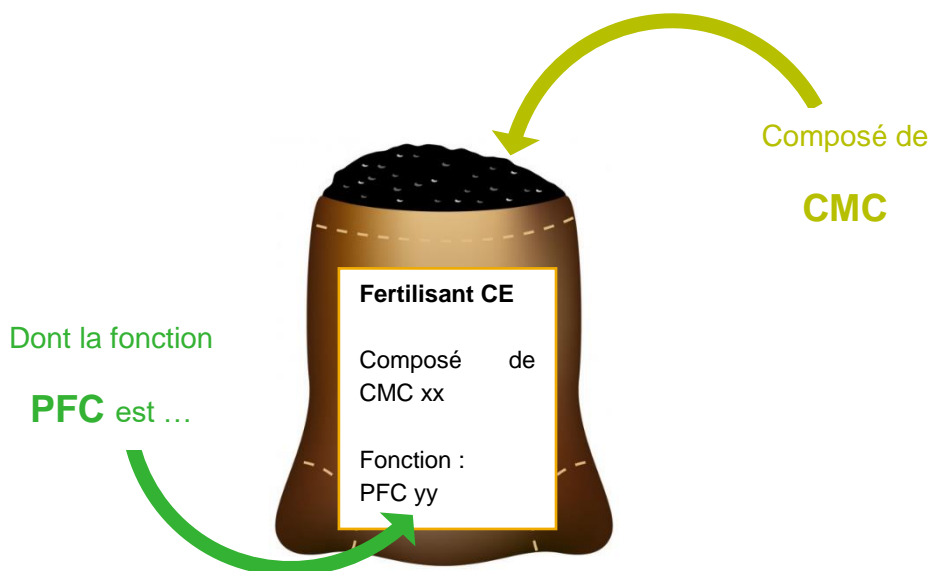 Composé de
CMC
Fertilisant CE
Composé de
CMC xx
Fonction :
PFC yy
Dont la fonction
PFC est …